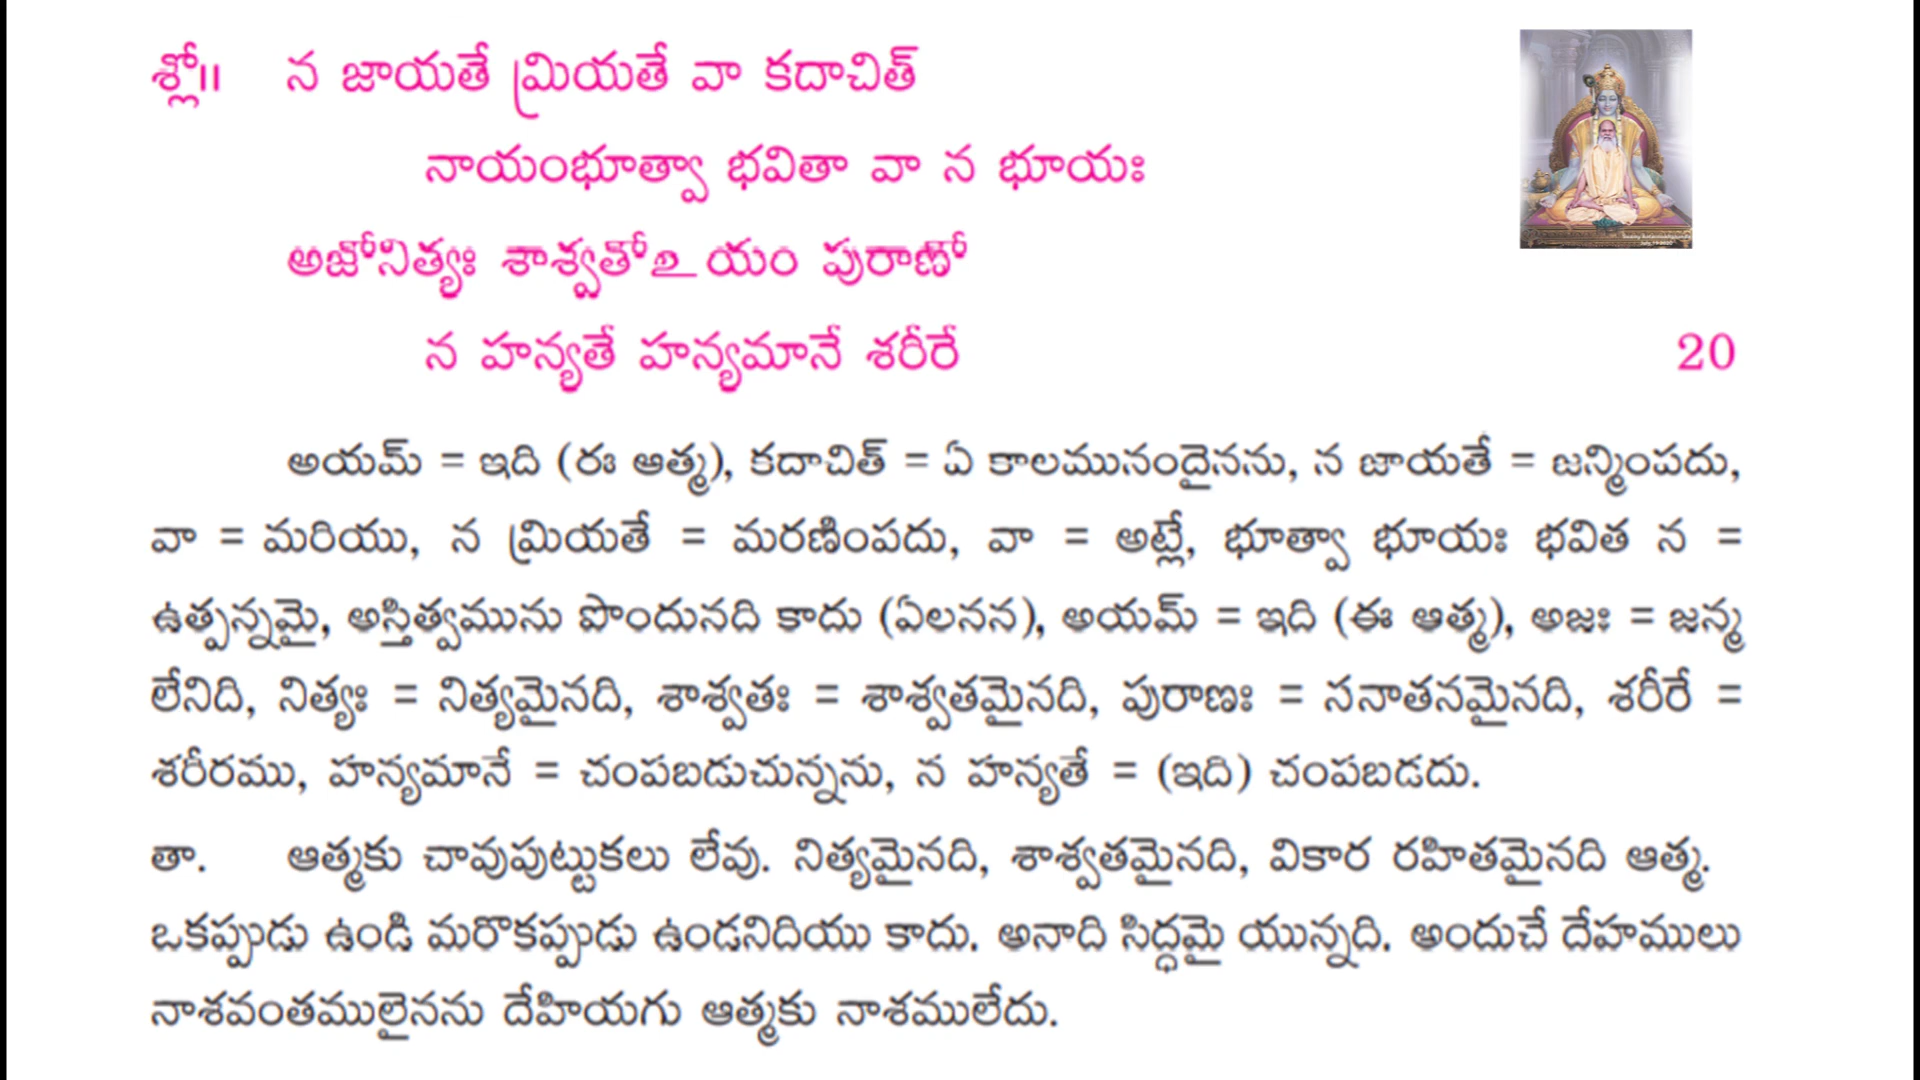 శ్లో॥ న జాయతే మ్రియతే వా కదాచిత్
నాయంభూత్వా భవితా వా న భూయః
అజోనిత్యః శాశ్వతోఽయం పురాణో
న హన్యతే హన్యమానే శరీరే 20
అయమ్ = ఇది (ఈ ఆత్మ), కదాచిత్ = ఏ కాలమునందైనను, న జాయతే = జన్మింపదు,
వా = మరియు, న మ్రియతే = మరణింపదు, వా = అట్లే, భూత్వా భూయః భవిత న =
ఉత్పన్నమై, అస్తిత్వమును పొందునది కాదు (ఏలనన), అయమ్ = ఇది (ఈ ఆత్మ), అజః = జన్మ
లేనిది, నిత్యః = నిత్యమైనది, శాశ్వతః = శాశ్వతమైనది, పురాణః = సనాతనమైనది, శరీరే =
శరీరము, హన్యమానే = చంపబడుచున్నను, న హన్యతే = (ఇది) చంపబడదు.
తా. ఆత్మకు చావుపుట్టుకలు లేవు. నిత్యమైనది, శాశ్వతమైనది, వికార రహితమైనది ఆత్మ.
ఒకప్పుడు ఉండి మరొకప్పుడు ఉండనిదియు కాదు. అనాది సిద్ధమై యున్నది. అందుచే దేహములు
నాశవంతములైనను దేహియగు ఆత్మకు నాశములేదు.